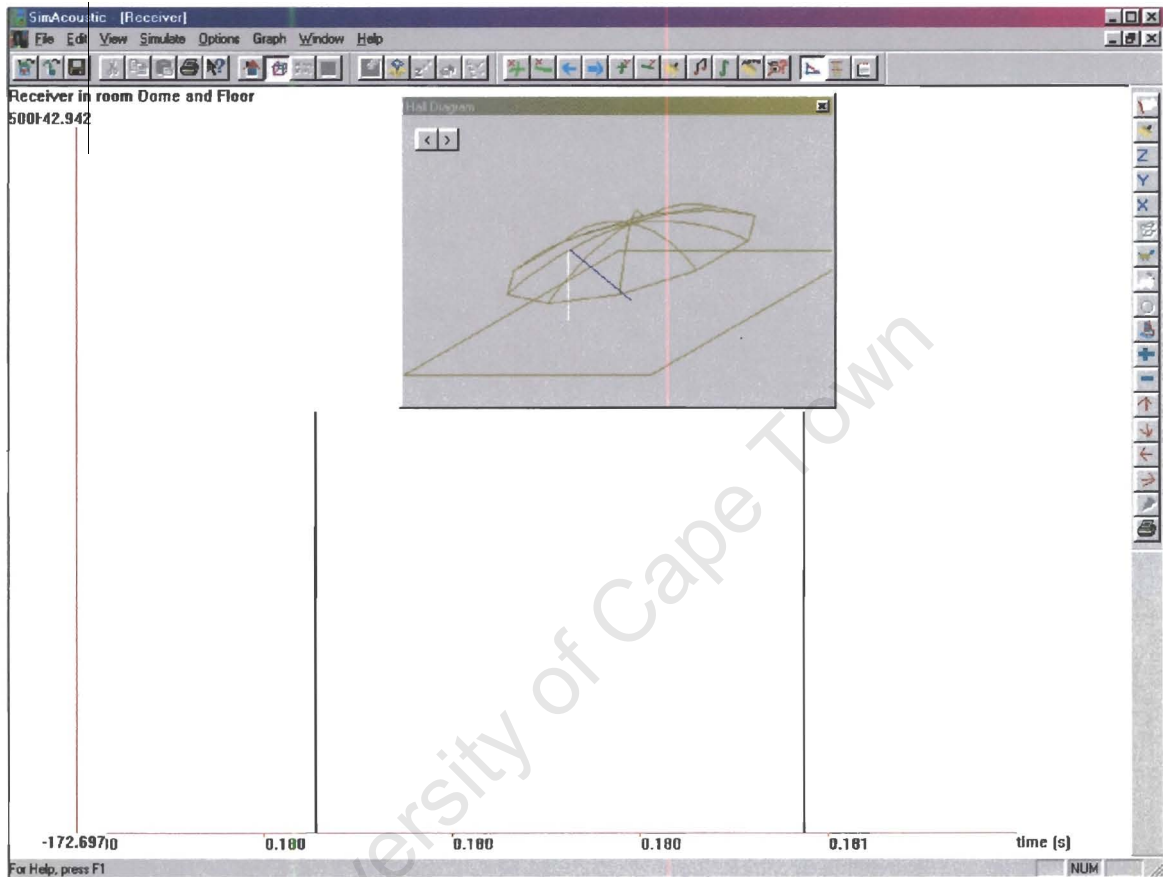 SimAcoustic [Receiver]
File Edit View Simulate Options Graph Window Help
Receiver in room Dome and Floor
500H-42.942
Hall Diagram
< >
Z
Y
X
-172.697
0.180 0.180 0.180 0.181 time (s)
For Help, press F1 NUM
University of Cape Town